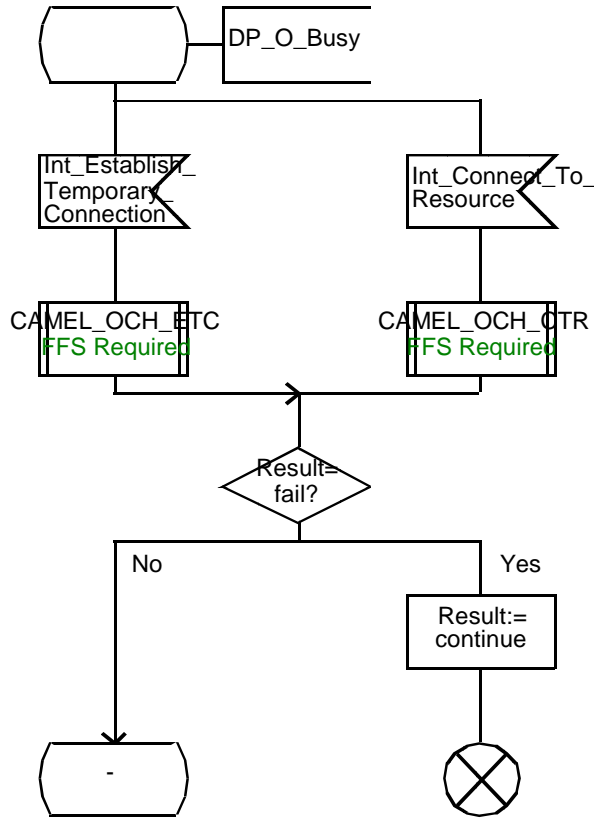 DP_O_Busy
Int_Establish_
Temporary_
Connection
Int_Connect_To_
Resource
CAMEL_OCH_ETC
FFS Required
CAMEL_OCH_CTR
FFS Required
Result=
fail?
No
Yes
Result:=
continue
-